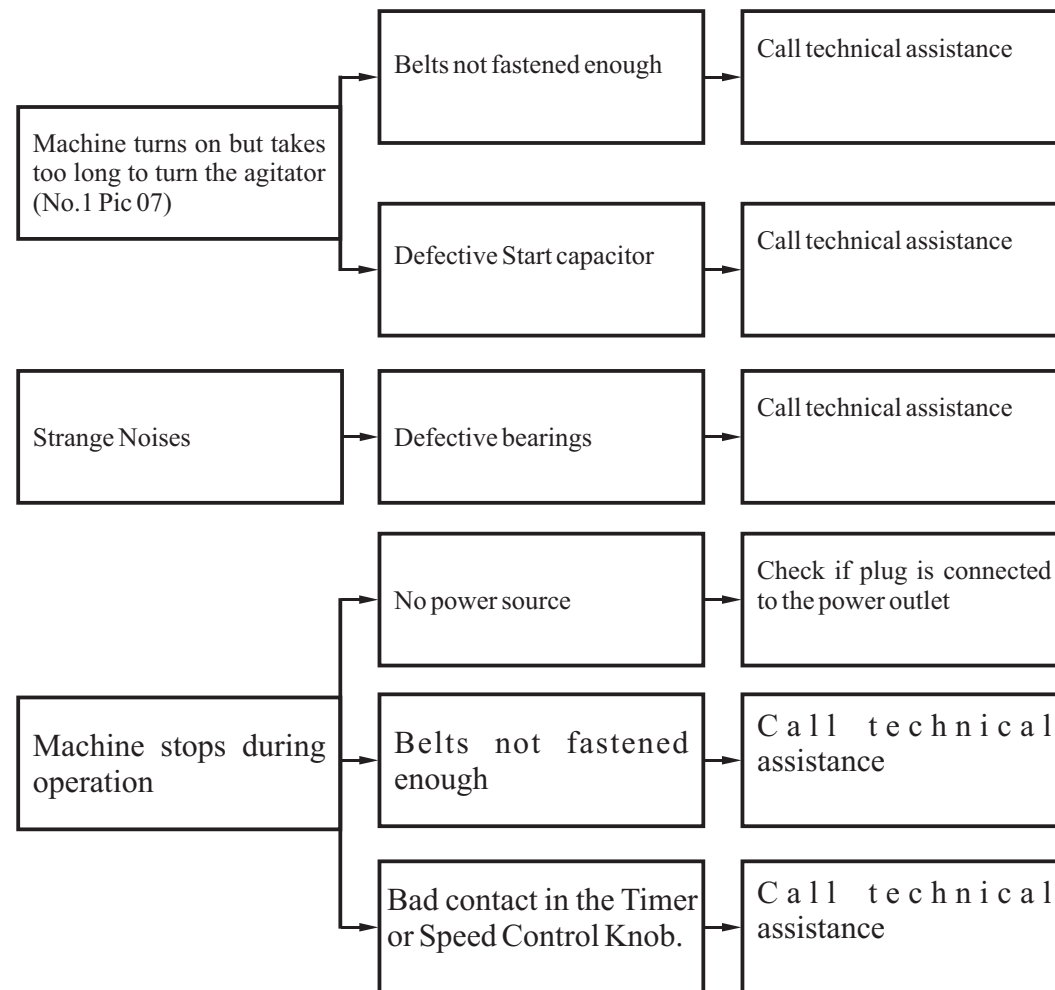 Belts not fastened enough
Call technical assistance
Machine turns on but takes
too long to turn the agitator
(No.1 Pic 07)
Defective Start capacitor
Call technical assistance
Strange Noises
Defective bearings
Call technical assistance
No power source
Check if plug is connected
to the power outlet
Machine stops during
operation
Belts not fastened
enough
Call technical
assistance
Bad contact in the Timer
or Speed Control Knob.
Call technical
assistance